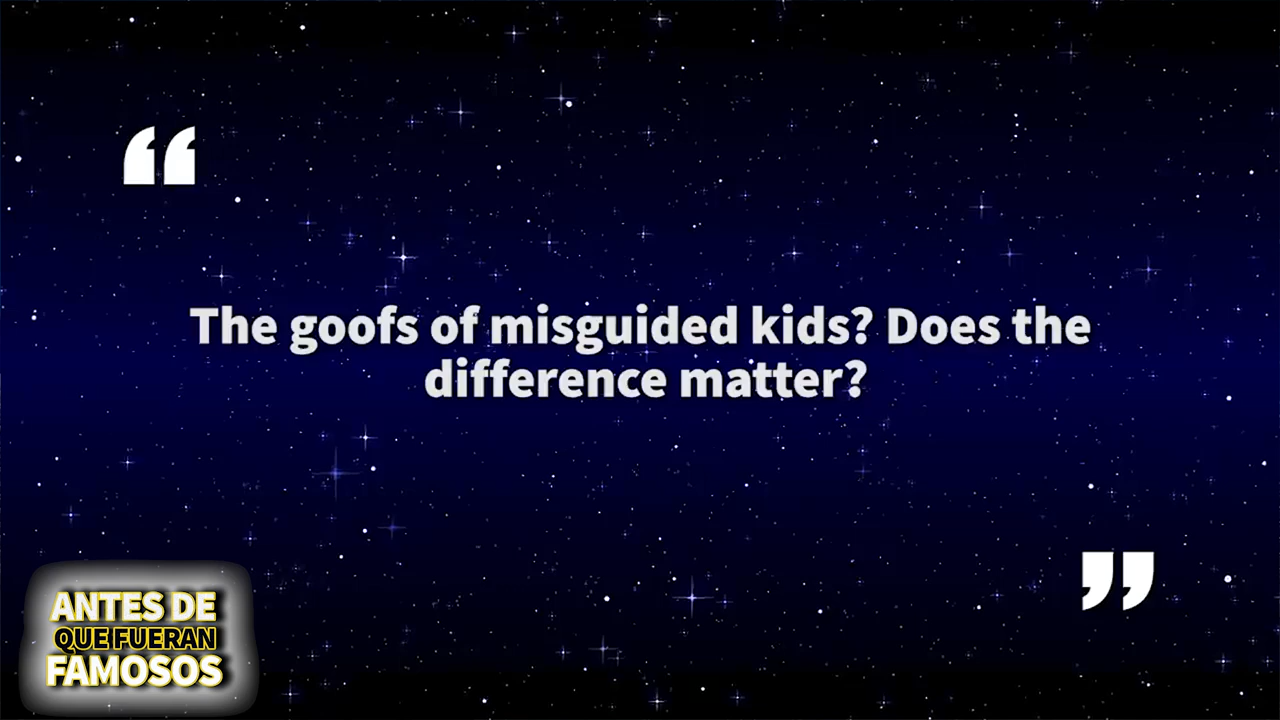 “
The goofs of misguided kids? Does the
difference matter?
”
ANTES DE
QUE FUERAN
FAMOSOS